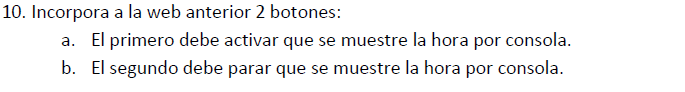 10. Incorpora a la web anterior 2 botones:
a. El primero debe activar que se muestre la hora por consola.
b. El segundo debe parar que se muestre la hora por consola.